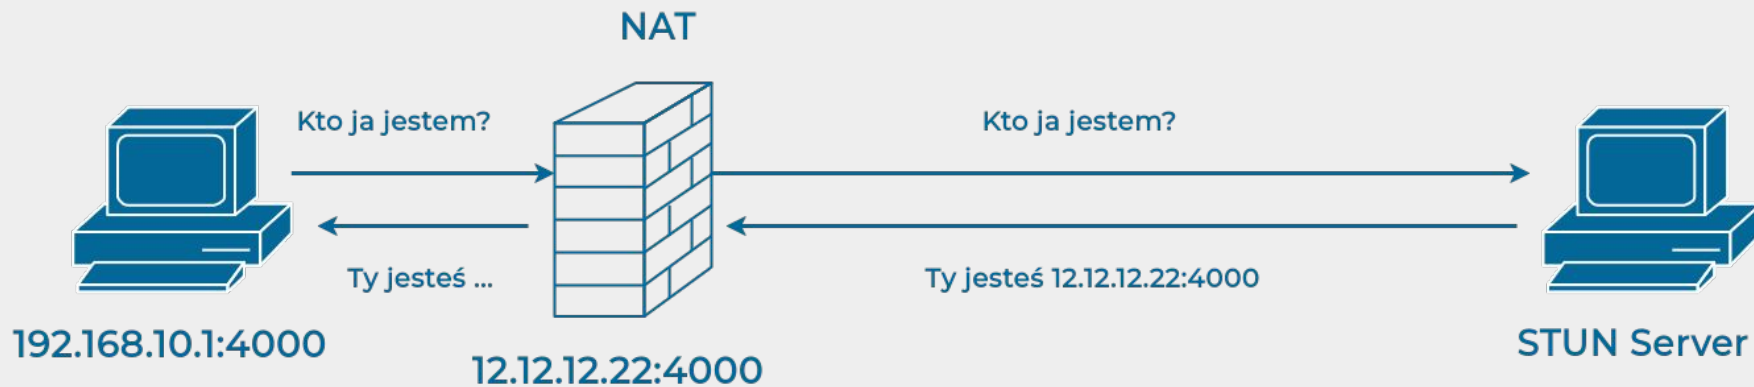 NAT
Kto ja jestem?
Kto ja jestem?
Ty jesteś ...
Ty jesteś 12.12.12.22:4000
192.168.10.1:4000
12.12.12.22:4000
STUN Server